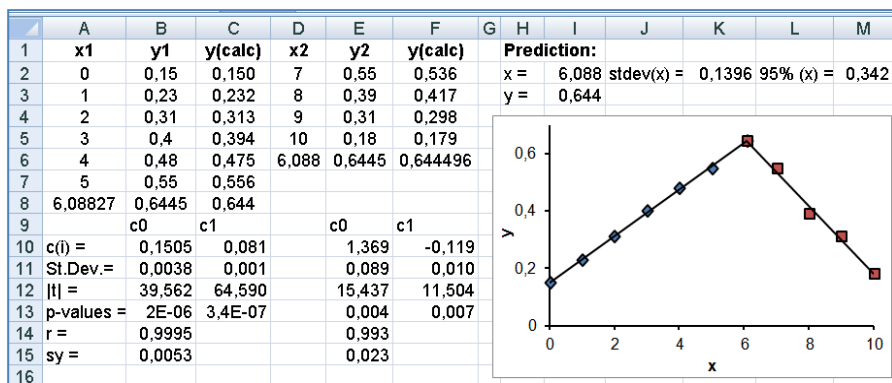 A B C D E F G H I J K L M
1 x1 y1 y(calc) x2 y2 y(calc) Prediction:
2 0 0,15 0,150 7 0,55 0,536 x = 6,088 stdev(x) = 0,1396 95% (x) = 0,342
3 1 0,23 0,232 8 0,39 0,417 y = 0,644
4 2 0,31 0,313 9 0,31 0,298
5 3 0,4 0,394 10 0,18 0,179
6 4 0,48 0,475 6,088 0,6445 0,644496
7 5 0,55 0,556
8 6,08827 0,6445 0,644
9 c0 c1 c0 c1
10 c(i) = 0,1505 0,081 1,369 -0,119
11 St.Dev.= 0,0038 0,001 0,089 0,010
12 |t| = 39,562 64,590 15,437 11,504
13 p-values = 2E-06 3,4E-07 0,004 0,007
14 r = 0,9995 0,993
15 sy = 0,0053 0,023
16
0,6
0,4
0,2
0
y
0 2 4 6 8 10
x